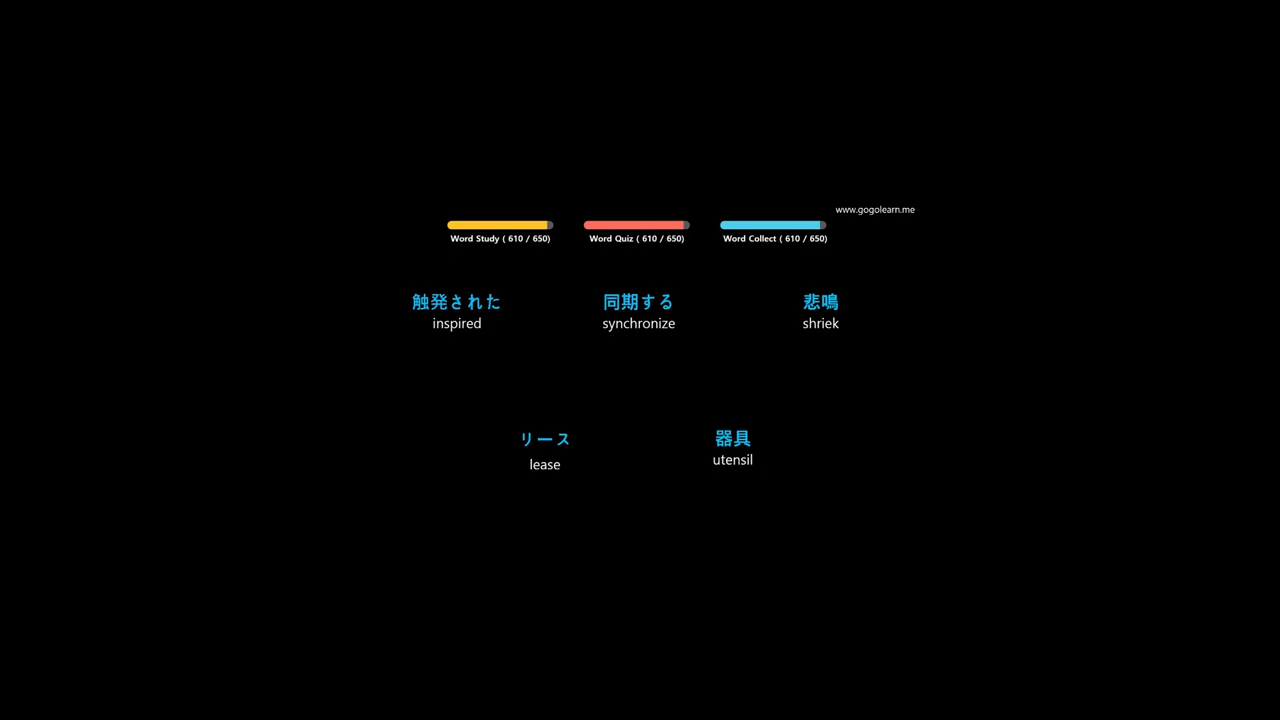 www.gogolearn.me
Word Study ( 610 / 650)
Word Quiz ( 610 / 650)
Word Collect ( 610 / 650)
触発された
inspired
同期する
synchronize
悲鳴
shriek
リース
lease
器具
utensil